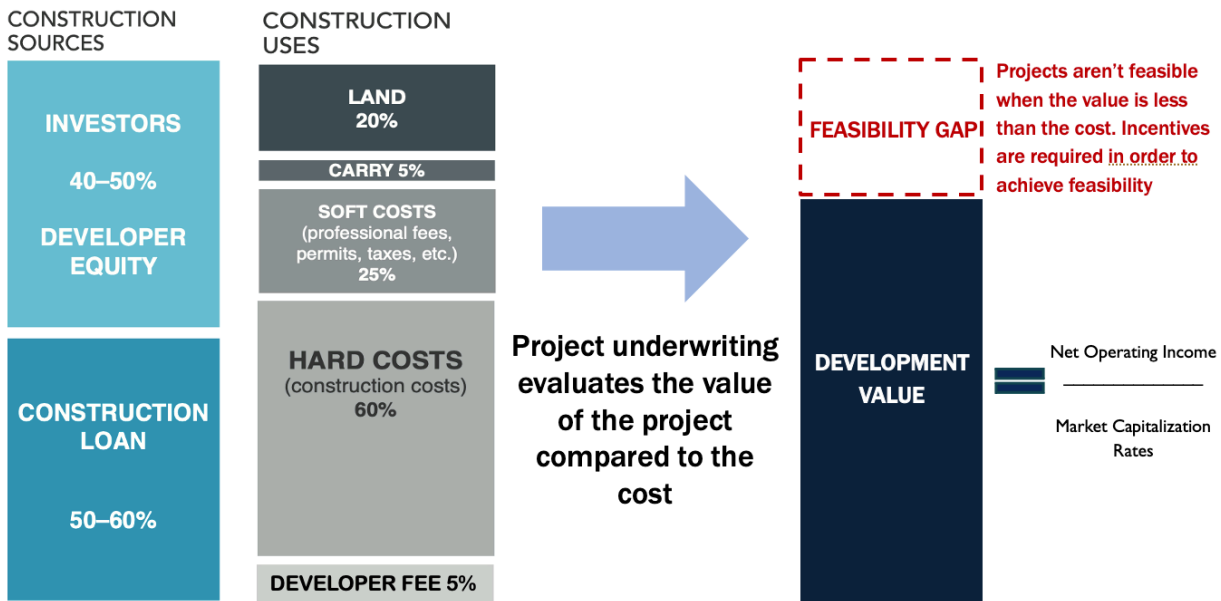 CONSTRUCTION
SOURCES
INVESTORS
40–50%
DEVELOPER
EQUITY
CONSTRUCTION
LOAN
50–60%
CONSTRUCTION
USES
LAND
20%
CARRY 5%
SOFT COSTS
(professional fees,
permits, taxes, etc.)
25%
HARD COSTS
(construction costs)
60%
DEVELOPER FEE 5%
Project underwriting
evaluates the value
of the project
compared to the
cost
FEASIBILITY GAP
Projects aren’t feasible
when the value is less
than the cost. Incentives
are required in order to
achieve feasibility
DEVELOPMENT
VALUE
Net Operating Income
Market Capitalization
Rates